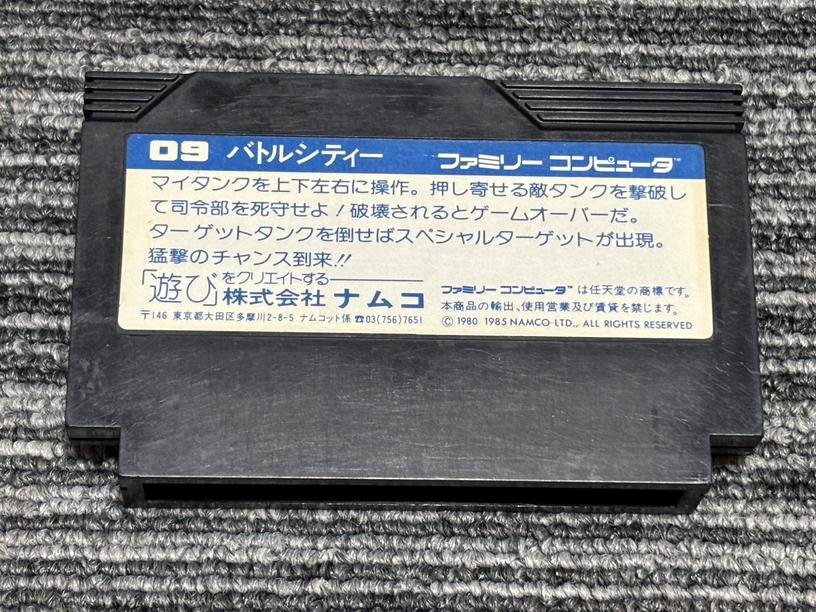 09 バトルシティー ファミリー コンピュータ™
マイタンクを上下左右に操作。押し寄せる敵タンクを撃破し
て司令部を死守せよ！破壊されるとゲームオーバーだ。
ターゲットタンクを倒せばスペシャルターゲットが出現。
猛撃のチャンス到来!!
「遊び」をクリエイトする
株式会社 ナムコ
〒146 東京都大田区多摩川2-8-5 ナムコット係 ☎03(756)7651
ファミリー コンピュータ™ は任天堂の商標です。
本商品の輸出、使用営業及び賃貸を禁じます。
© 1980 1985 NAMCO LTD., ALL RIGHTS RESERVED